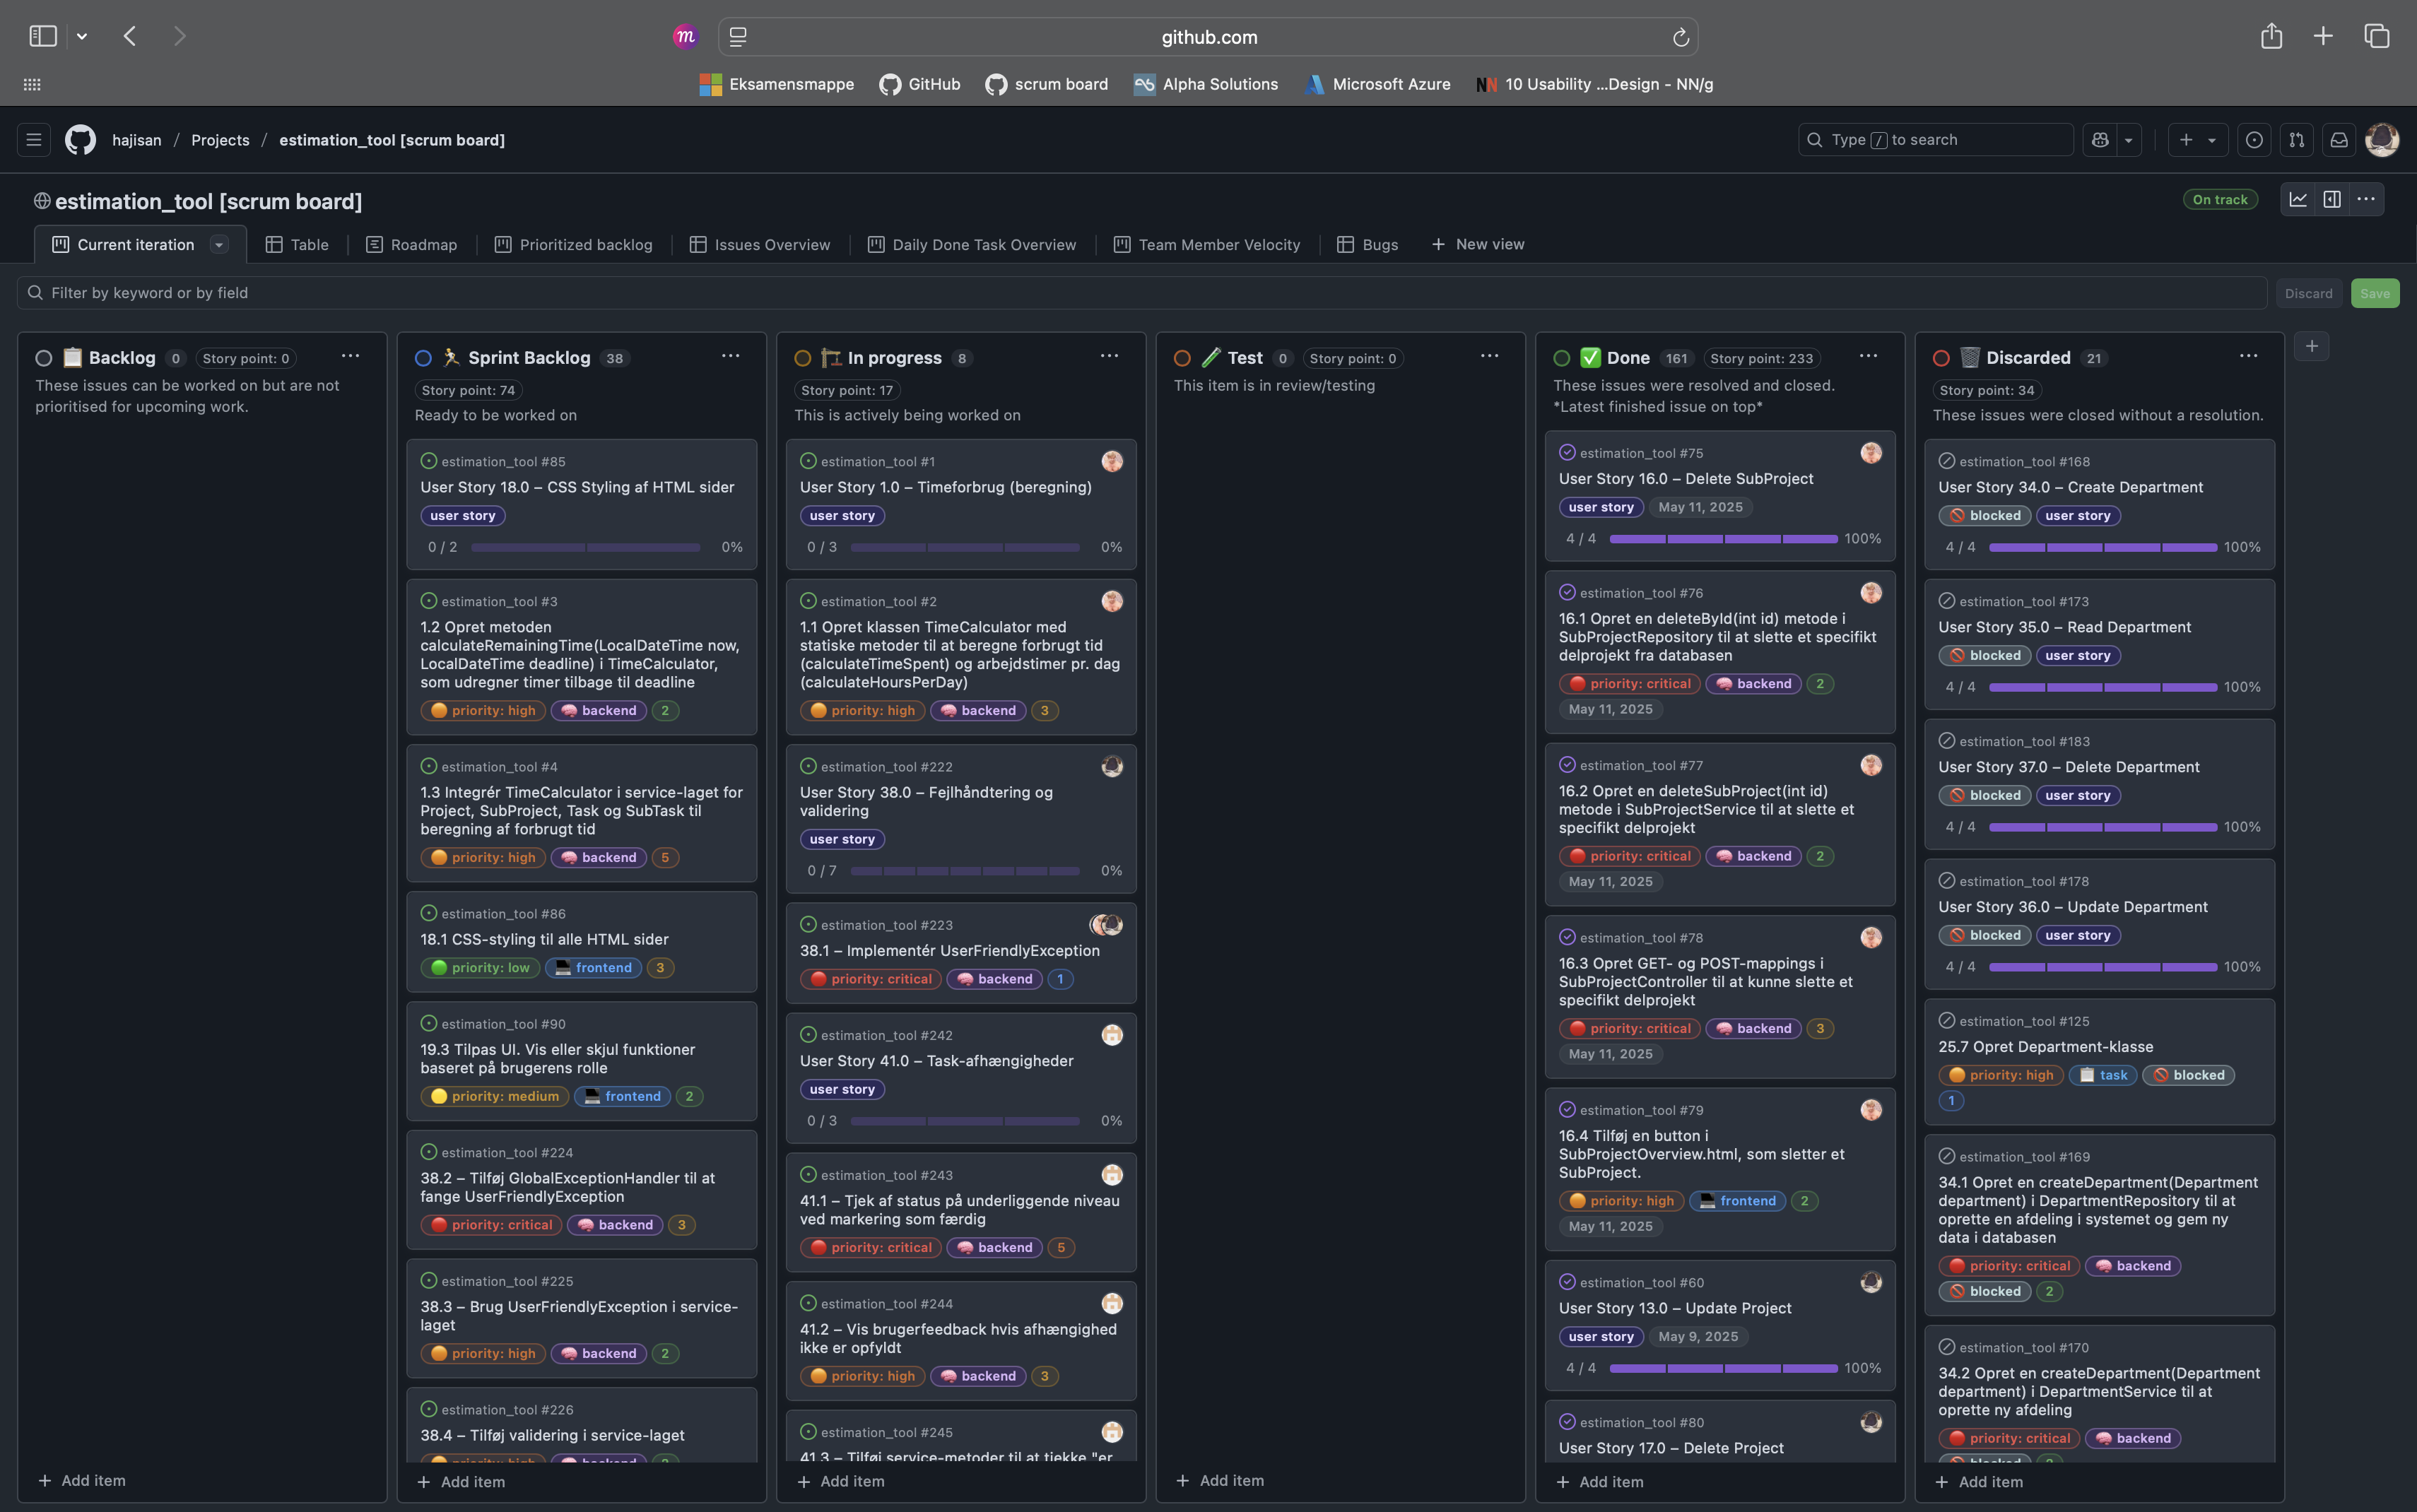 github.com
Eksamensmappe
GitHub
scrum board
Alpha Solutions
Microsoft Azure
10 Usability ...Design - NN/g
hajisan / Projects / estimation_tool [scrum board]
Type / to search
estimation_tool [scrum board]
On track
Current iteration
Table
Roadmap
Prioritized backlog
Issues Overview
Daily Done Task Overview
Team Member Velocity
Bugs
+ New view
Filter by keyword or by field
Discard
Save
Backlog 0 Story point: 0
These issues can be worked on but are not
prioritised for upcoming work.
+ Add item
Sprint Backlog 38
Story point: 74
Ready to be worked on
estimation_tool #85
User Story 18.0 – CSS Styling af HTML sider
user story
0 / 2 0%
estimation_tool #3
1.2 Opret metoden
calculateRemainingTime(LocalDateTime now,
LocalDateTime deadline) i TimeCalculator,
som udregner timer tilbage til deadline
priority: high backend 2
estimation_tool #4
1.3 Integrér TimeCalculator i service-laget for
Project, SubProject, Task og SubTask til
beregning af forbrugt tid
priority: high backend 5
estimation_tool #86
18.1 CSS-styling til alle HTML sider
priority: low frontend 3
estimation_tool #90
19.3 Tilpas UI. Vis eller skjul funktioner
baseret på brugerens rolle
priority: medium frontend 2
estimation_tool #224
38.2 – Tilføj GlobalExceptionHandler til at
fange UserFriendlyException
priority: critical backend 3
estimation_tool #225
38.3 – Brug UserFriendlyException i service-
laget
priority: high backend 2
estimation_tool #226
38.4 – Tilføj validering i service-laget
priority: high backend
+ Add item
In progress 8
Story point: 17
This is actively being worked on
estimation_tool #1
User Story 1.0 – Timeforbrug (beregning)
user story
0 / 3 0%
estimation_tool #2
1.1 Opret klassen TimeCalculator med
statiske metoder til at beregne forbrugt tid
(calculateTimeSpent) og arbejdstimer pr. dag
(calculateHoursPerDay)
priority: high backend 3
estimation_tool #222
User Story 38.0 – Fejlhåndtering og
validering
user story
0 / 7 0%
estimation_tool #223
38.1 – Implementér UserFriendlyException
priority: critical backend 1
estimation_tool #242
User Story 41.0 – Task-afhængigheder
user story
0 / 3 0%
estimation_tool #243
41.1 – Tjek af status på underliggende niveau
ved markering som færdig
priority: critical backend 5
estimation_tool #244
41.2 – Vis brugerfeedback hvis afhængighed
ikke er opfyldt
priority: high backend 3
estimation_tool #245
41.3 – Tilføj service-metoder til at tjekke "er
+ Add item
Test 0 Story point: 0
This item is in review/testing
+ Add item
Done 161 Story point: 233
These issues were resolved and closed.
*Latest finished issue on top*
estimation_tool #75
User Story 16.0 – Delete SubProject
user story May 11, 2025
4 / 4 100%
estimation_tool #76
16.1 Opret en deleteById(int id) metode i
SubProjectRepository til at slette et specifikt
delprojekt fra databasen
priority: critical backend 2
May 11, 2025
estimation_tool #77
16.2 Opret en deleteSubProject(int id)
metode i SubProjectService til at slette et
specifikt delprojekt
priority: critical backend 2
May 11, 2025
estimation_tool #78
16.3 Opret GET- og POST-mappings i
SubProjectController til at kunne slette et
specifikt delprojekt
priority: critical backend 3
May 11, 2025
estimation_tool #79
16.4 Tilføj en button i
SubProjectOverview.html, som sletter et
SubProject.
priority: high frontend 2
May 11, 2025
estimation_tool #60
User Story 13.0 – Update Project
user story May 9, 2025
4 / 4 100%
estimation_tool #80
User Story 17.0 – Delete Project
+ Add item
Discarded 21
Story point: 34
These issues were closed without a resolution.
estimation_tool #168
User Story 34.0 – Create Department
blocked user story
4 / 4 100%
estimation_tool #173
User Story 35.0 – Read Department
blocked user story
4 / 4 100%
estimation_tool #183
User Story 37.0 – Delete Department
blocked user story
4 / 4 100%
estimation_tool #178
User Story 36.0 – Update Department
blocked user story
4 / 4 100%
estimation_tool #125
25.7 Opret Department-klasse
priority: high task blocked
1
estimation_tool #169
34.1 Opret en createDepartment(Department
department) i DepartmentRepository til at
oprette en afdeling i systemet og gem ny
data i databasen
priority: critical backend
blocked 2
estimation_tool #170
34.2 Opret en createDepartment(Department
department) i DepartmentService til at
oprette ny afdeling
priority: critical backend
blocked
+ Add item